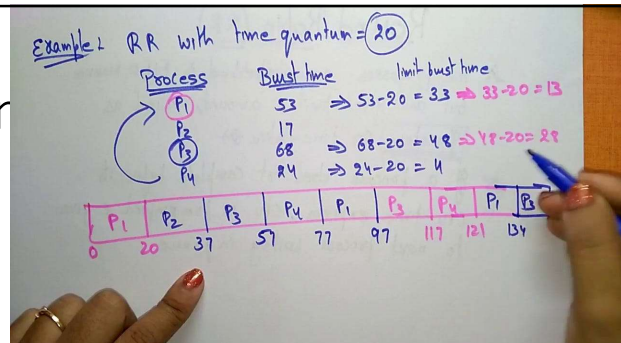 Example: RR with time quantum = 20
Process Burst time limit burst time
P1 53 ⇒ 53-20 = 33 ⇒ 33-20 = 13
P2 17
P3 68 ⇒ 68-20 = 48 ⇒ 48-20 = 28
P4 24 ⇒ 24-20 = 4
P1 P2 P3 P4 P1 P3 P4 P1 P3
0 20 37 57 77 97 117 121 134